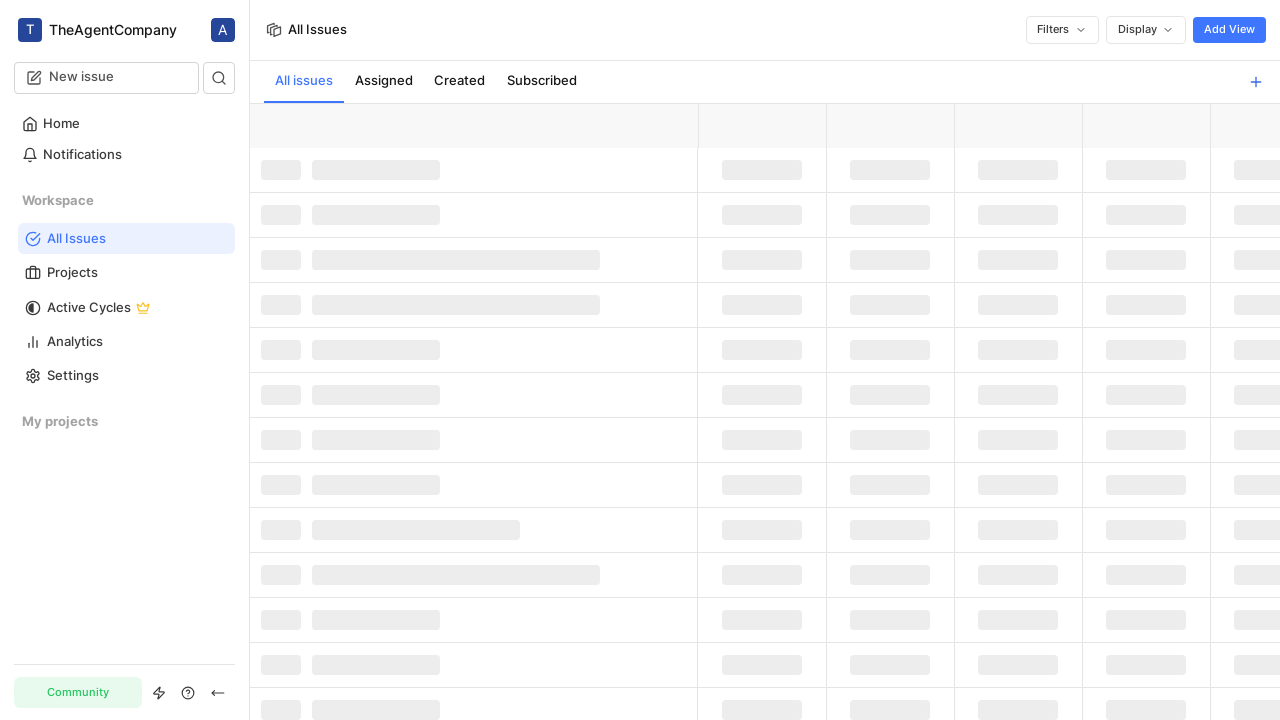 T TheAgentCompany A
All Issues
Filters
Display
Add View
New issue
All issues
Assigned
Created
Subscribed
Home
Notifications
Workspace
All Issues
Projects
Active Cycles
Analytics
Settings
My projects
Community